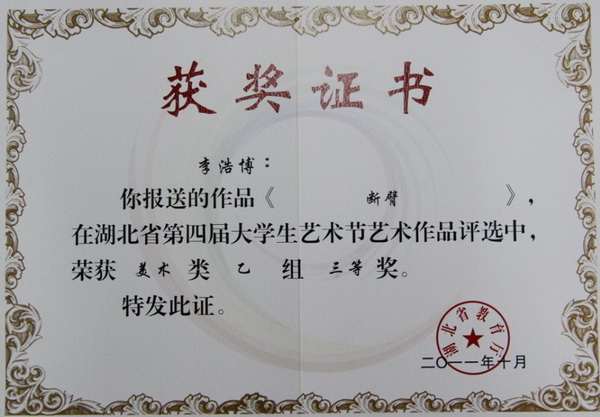 获奖证书
李浩博：
你报送的作品《 断臂 》，
在湖北省第四届大学生艺术节艺术作品评选中，
荣获 美术 类 乙 组 三等 奖。
特发此证。
湖北省教育厅
二〇一一年十月